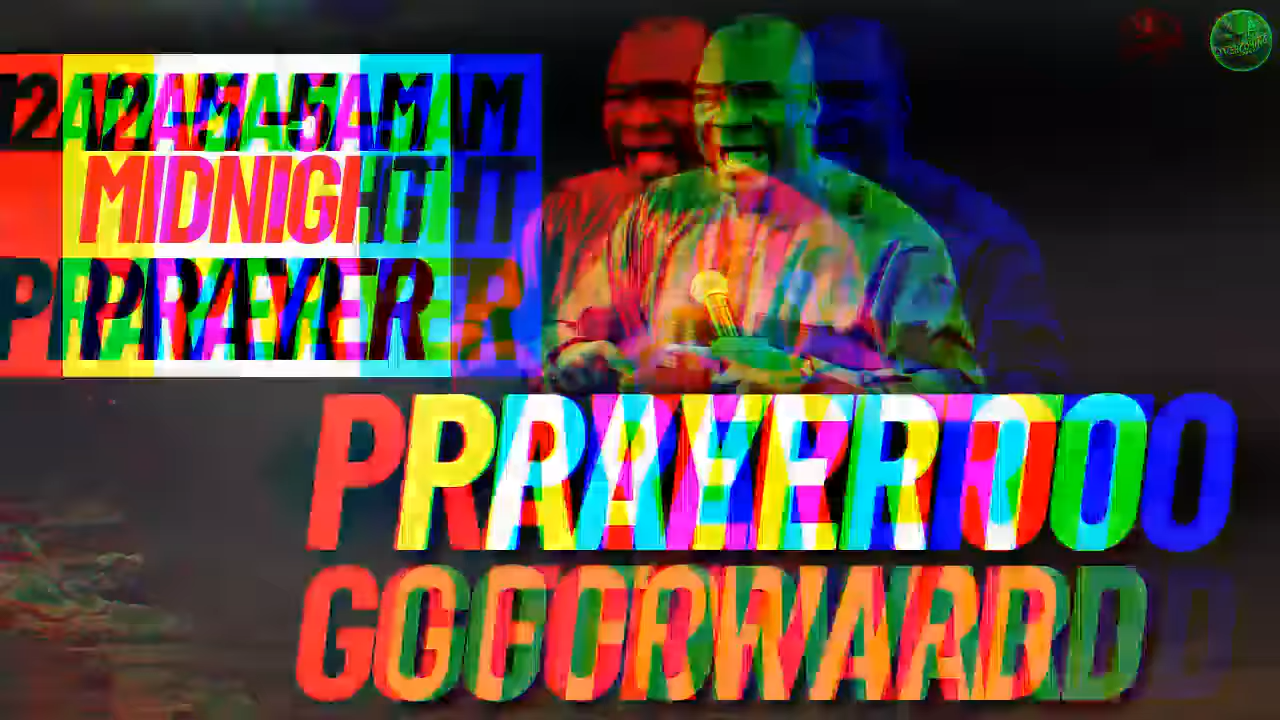 12AM-5AM
MIDNIGHT
PRAYER
PRAYER TO
GO FORWARD